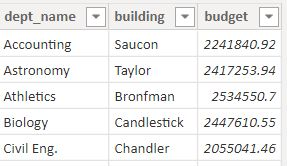 dept_name building budget
Accounting Saucon 2241840.92
Astronomy Taylor 2417253.94
Athletics Bronfman 2534550.7
Biology Candlestick 2447610.55
Civil Eng. Chandler 2055041.46